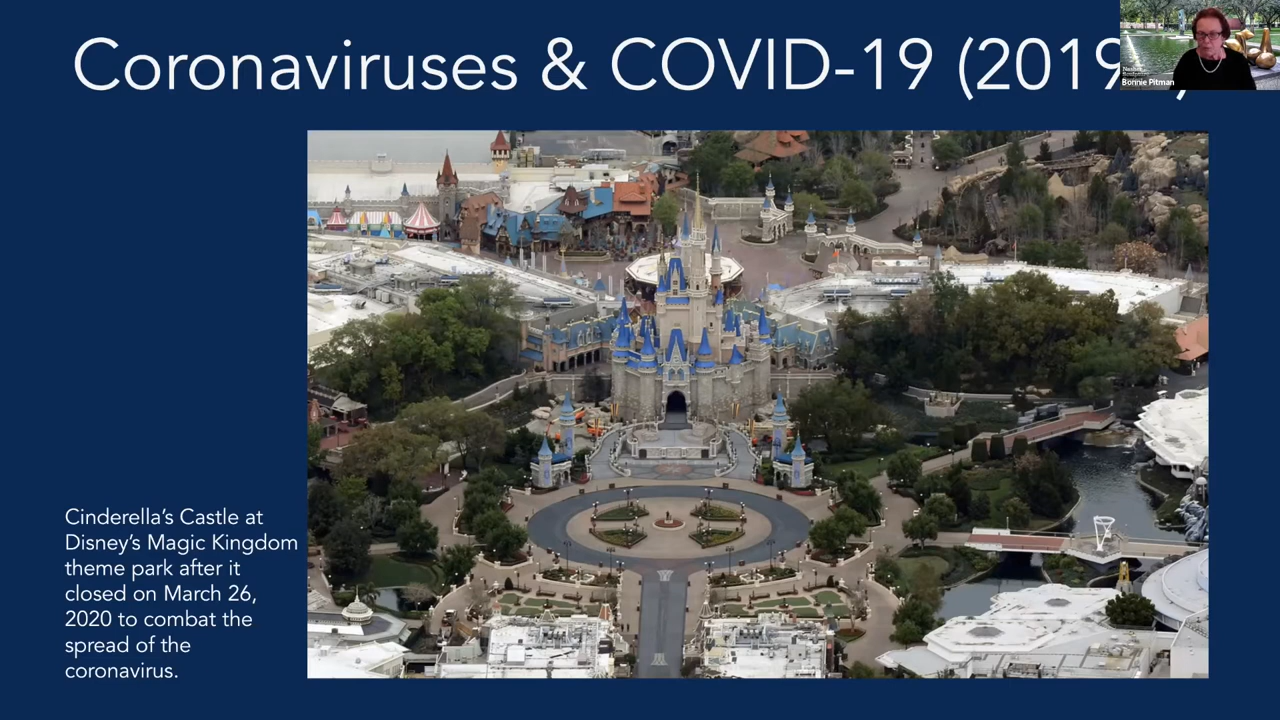 Coronaviruses & COVID-19 (2019
Bonnie Pitman
Cinderella’s Castle at
Disney’s Magic Kingdom
theme park after it
closed on March 26,
2020 to combat the
spread of the
coronavirus.